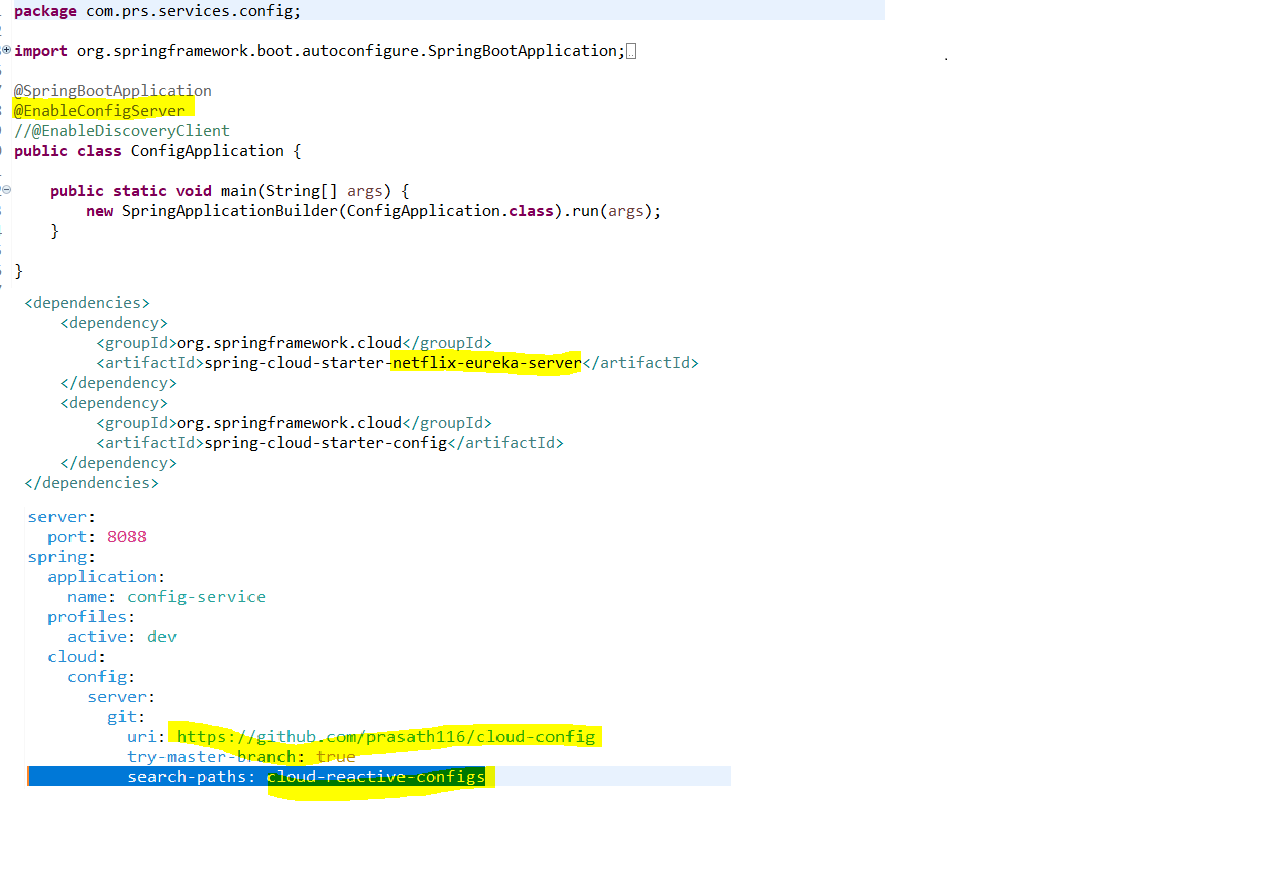 package com.prs.services.config;
import org.springframework.boot.autoconfigure.SpringBootApplication;
@SpringBootApplication
@EnableConfigServer
//@EnableDiscoveryClient
public class ConfigApplication {
public static void main(String[] args) {
new SpringApplicationBuilder(ConfigApplication.class).run(args);
}
}
<dependencies>
<dependency>
<groupId>org.springframework.cloud</groupId>
<artifactId>spring-cloud-starter-netflix-eureka-server</artifactId>
</dependency>
<dependency>
<groupId>org.springframework.cloud</groupId>
<artifactId>spring-cloud-starter-config</artifactId>
</dependency>
</dependencies>
server:
port: 8088
spring:
application:
name: config-service
profiles:
active: dev
cloud:
config:
server:
git:
uri: https://github.com/prasath116/cloud-config
try-master-branch: true
search-paths: cloud-reactive-configs